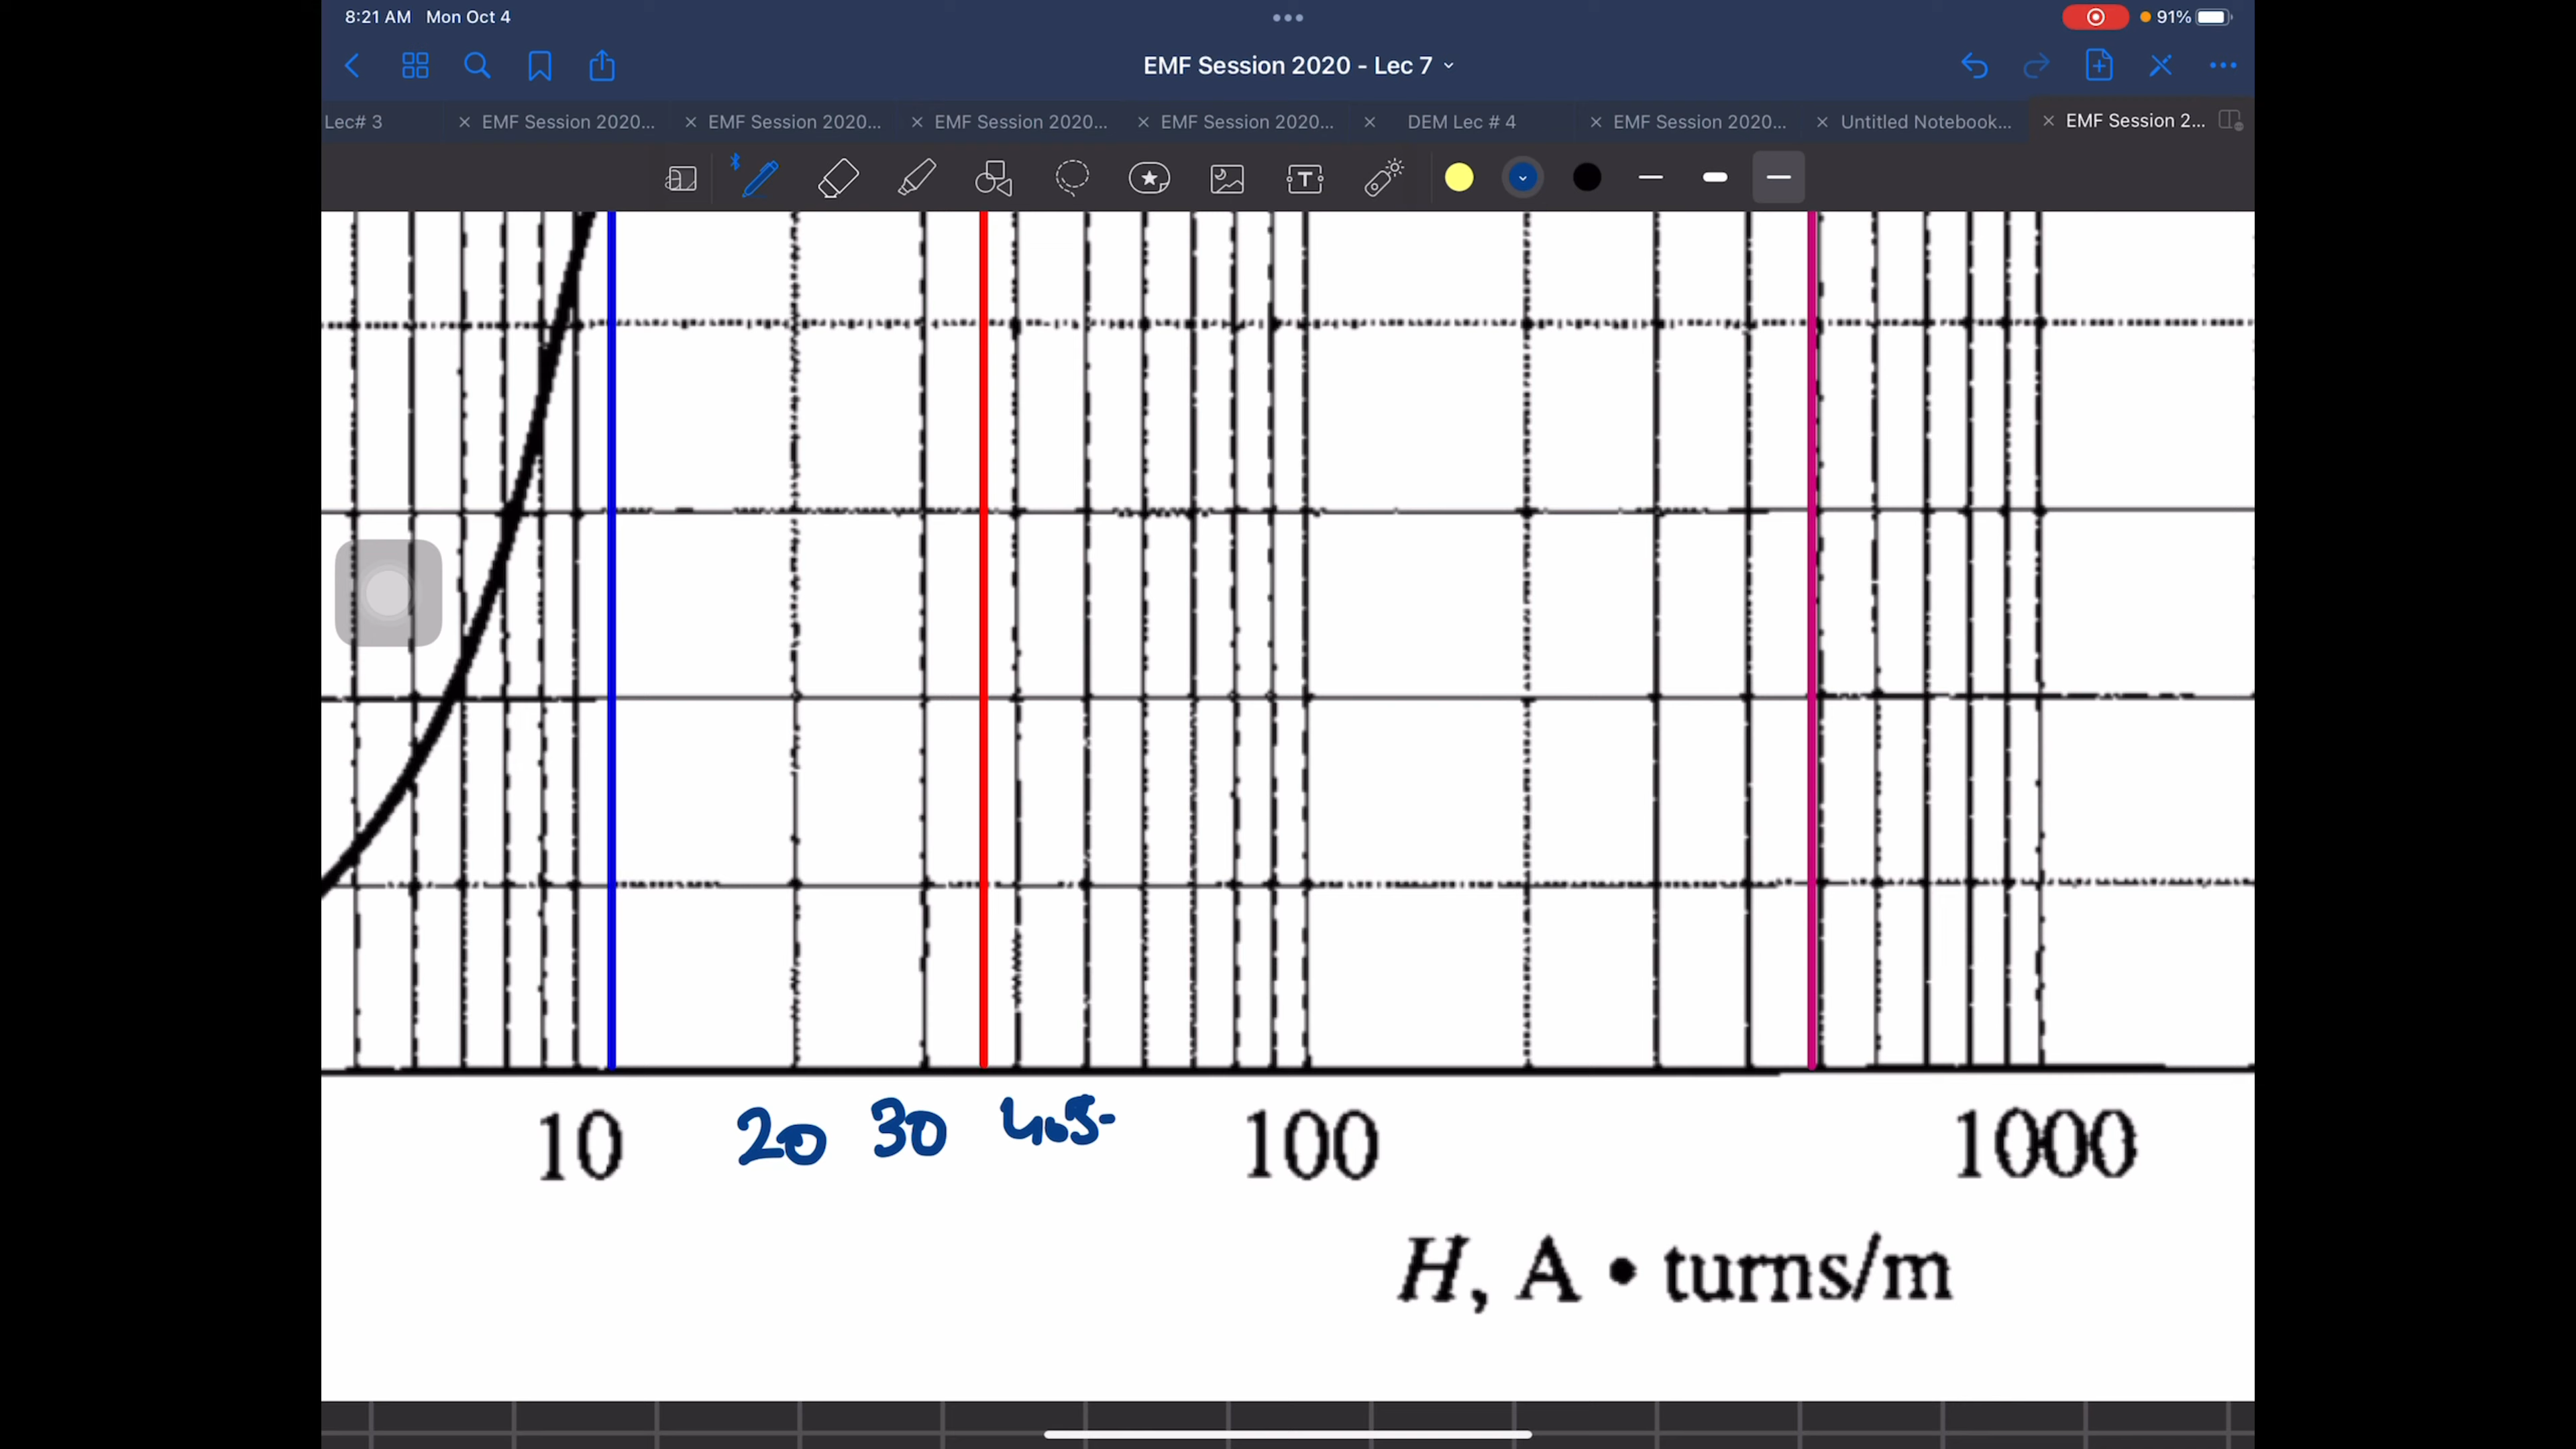 8:21 AM Mon Oct 4
91%
EMF Session 2020 - Lec 7
Lec# 3
EMF Session 2020...
EMF Session 2020...
EMF Session 2020...
EMF Session 2020...
DEM Lec # 4
EMF Session 2020...
Untitled Notebook...
EMF Session 2...
10 20 30 40 5 100 1000
H, A • turns/m